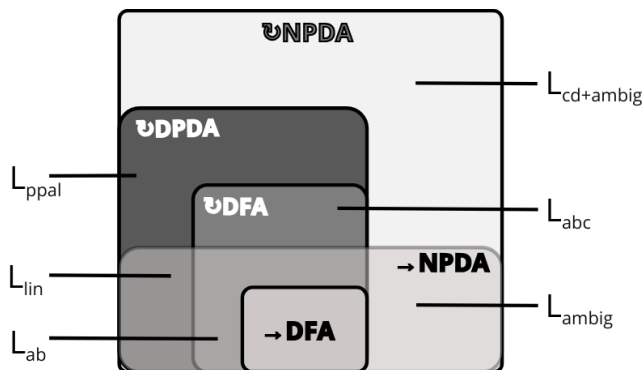 ↻NPDA
L_cd+ambig
↻DPDA
L_ppal
↻DFA
L_abc
→NPDA
L_lin
L_ambig
→DFA
L_ab